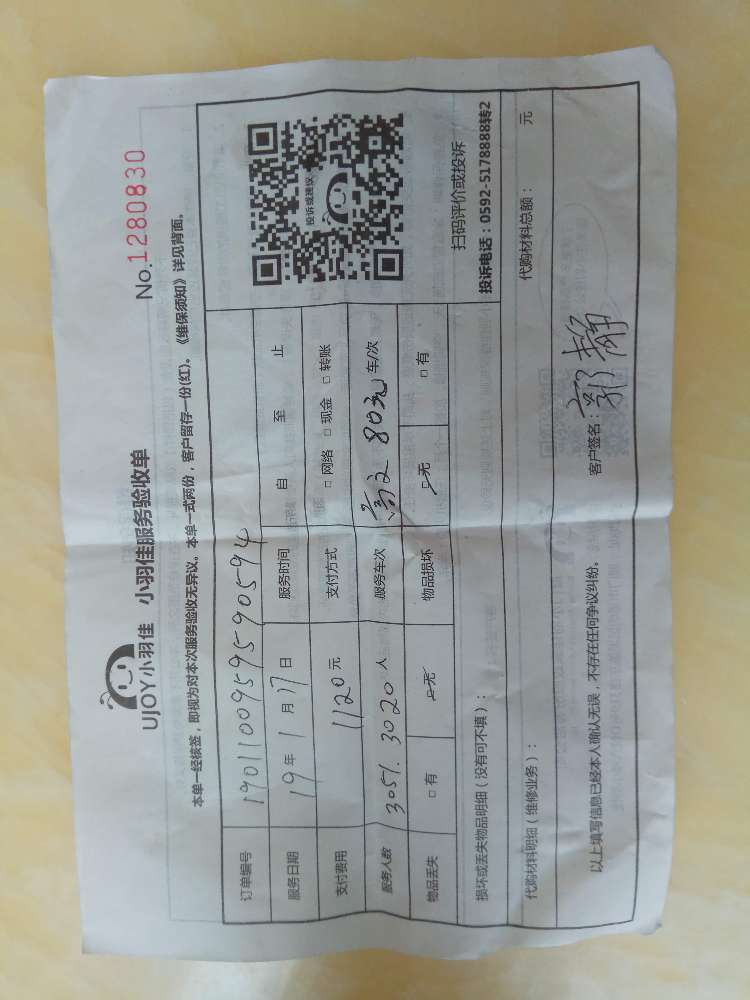 UJOY小羽佳 小羽佳服务验收单
No.1280830
本单一经核签，即视为对本次服务验收无异议。本单一式两份，客户留存一份(红)。《维保须知》详见背面。
订单编号 1901100959590594
服务日期 19年 1 月 17 日 服务时间 自 至 止
支付费用 1120 元 支付方式 □ 网络 □ 现金 □ 转账
服务人数 3051. 3020 人 服务车次 80元 车/次
物品丢失 □ 有 □ 无 物品损坏 □ 无 □ 有
投诉或建议
扫码评价或投诉
投诉电话：0592-5178888转2
损坏或丢失物品明细（没有可不填）：
代购材料明细（维修业务）： 代购材料总额： 元
以上填写信息已经本人确认无误，不存在任何争议纠纷。 客户签名：郭静